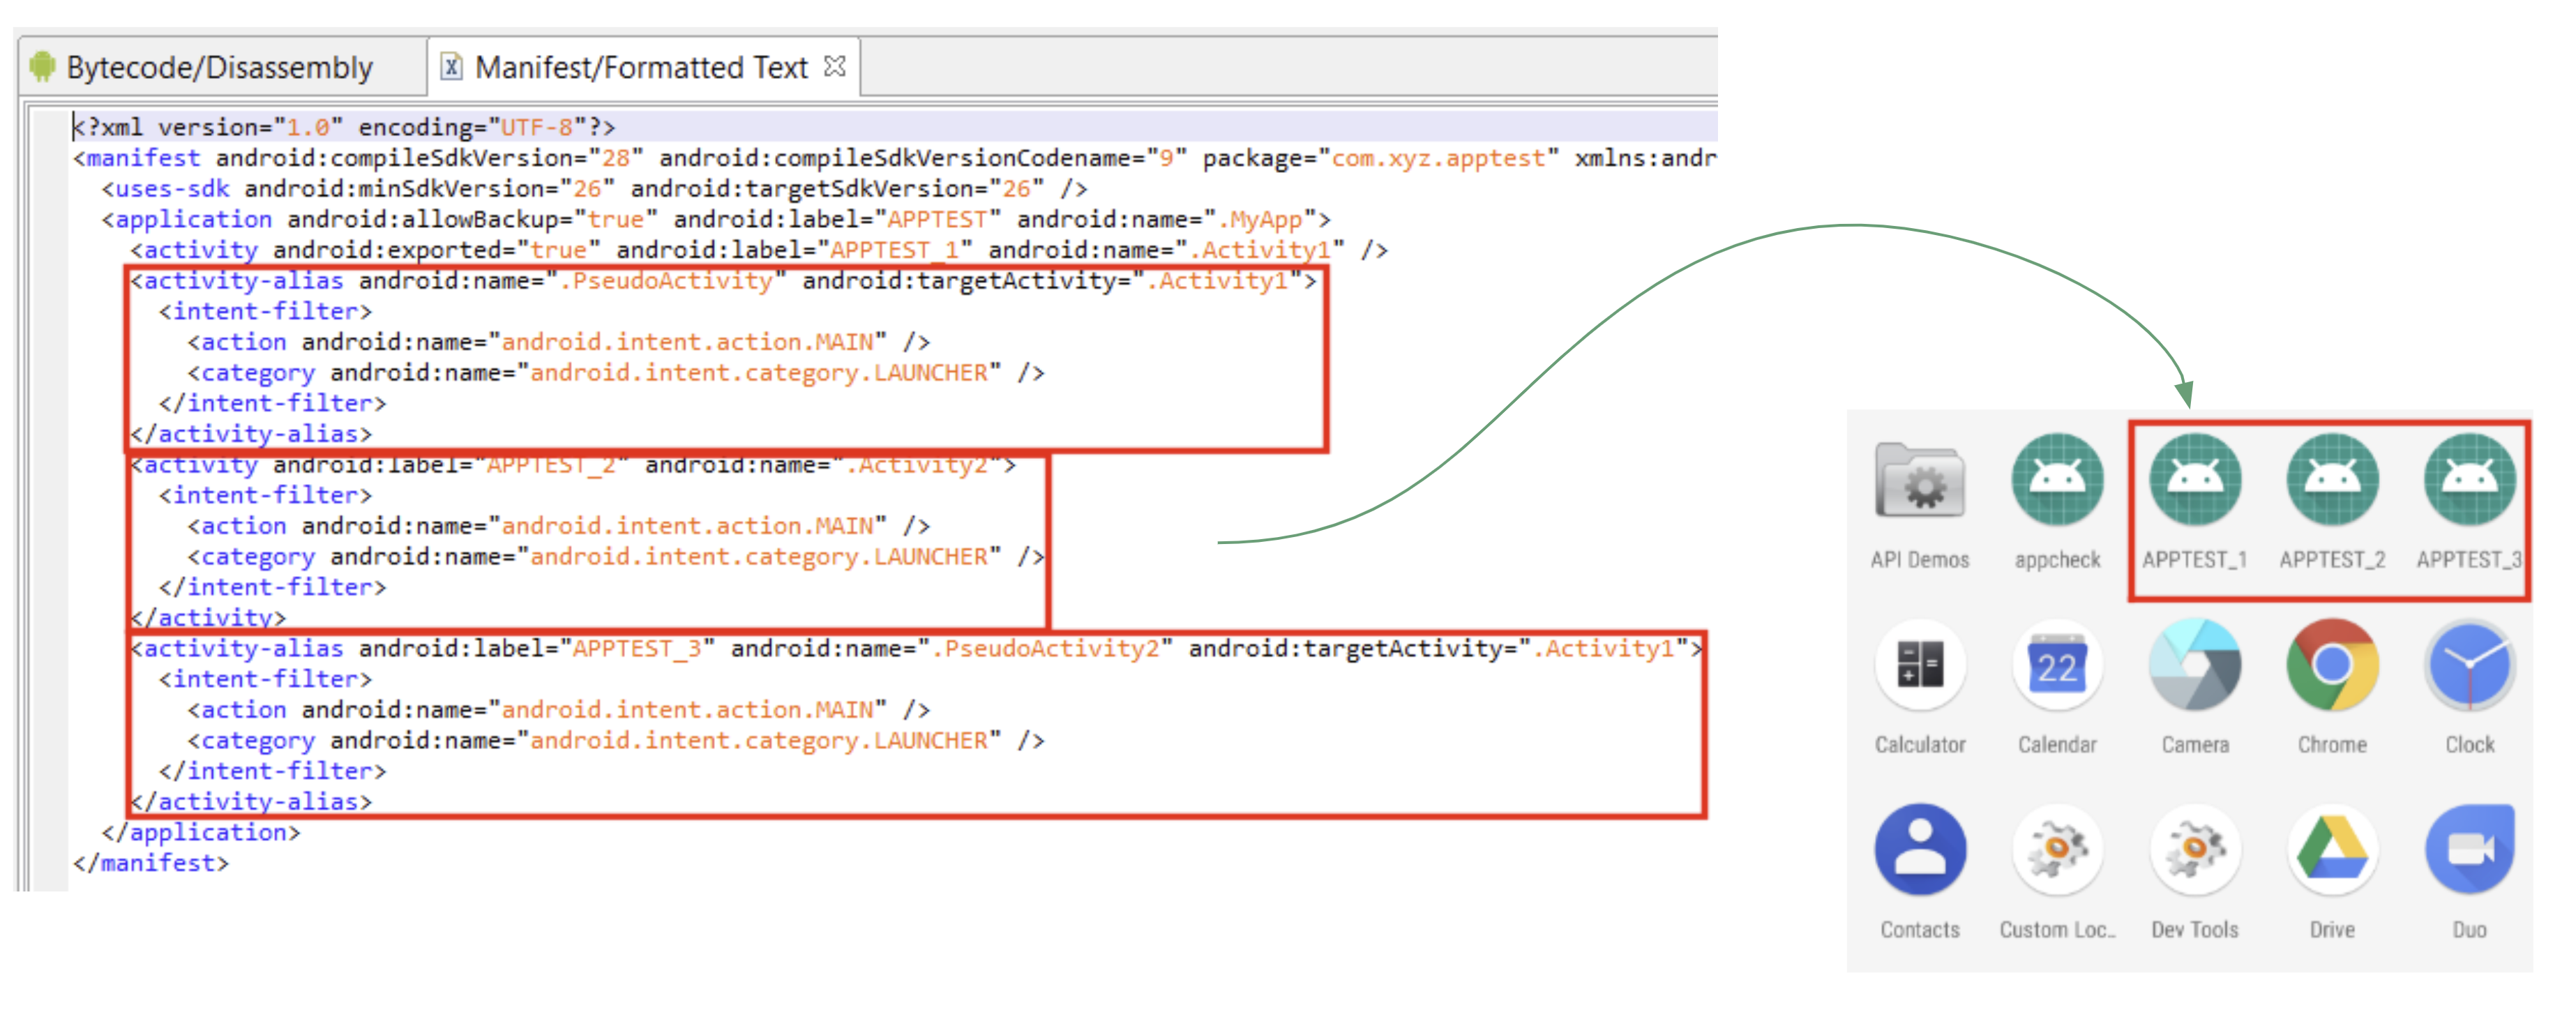 Bytecode/Disassembly
Manifest/Formatted Text
<?xml version="1.0" encoding="UTF-8"?>
<manifest android:compileSdkVersion="28" android:compileSdkVersionCodename="9" package="com.xyz.apptest" xmlns:andr
<uses-sdk android:minSdkVersion="26" android:targetSdkVersion="26" />
<application android:allowBackup="true" android:label="APPTEST" android:name=".MyApp">
<activity android:exported="true" android:label="APPTEST_1" android:name=".Activity1" />
<activity-alias android:name=".PseudoActivity" android:targetActivity=".Activity1">
<intent-filter>
<action android:name="android.intent.action.MAIN" />
<category android:name="android.intent.category.LAUNCHER" />
</intent-filter>
</activity-alias>
<activity android:label="APPTEST_2" android:name=".Activity2">
<intent-filter>
<action android:name="android.intent.action.MAIN" />
<category android:name="android.intent.category.LAUNCHER" />
</intent-filter>
</activity>
<activity-alias android:label="APPTEST_3" android:name=".PseudoActivity2" android:targetActivity=".Activity1">
<intent-filter>
<action android:name="android.intent.action.MAIN" />
<category android:name="android.intent.category.LAUNCHER" />
</intent-filter>
</activity-alias>
</application>
</manifest>
API Demos
appcheck
APPTEST_1
APPTEST_2
APPTEST_3
22
Calculator
Calendar
Camera
Chrome
Clock
Contacts
Custom Loc...
Dev Tools
Drive
Duo